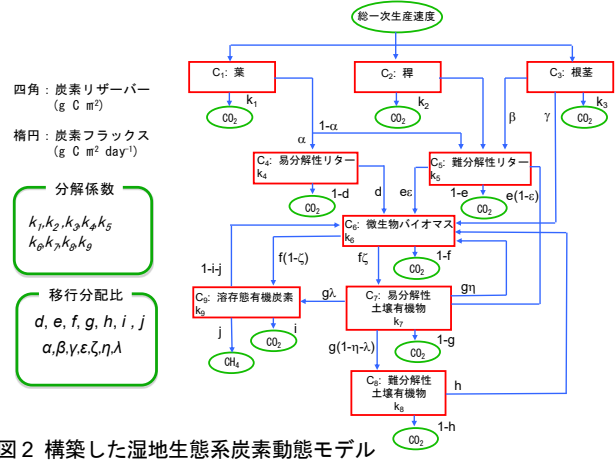 総一次生産速度
C₁: 葉
C₂: 稈
C₃: 根茎
四角：炭素リザーバー
(g C m²)
楕円：炭素フラックス
(g C m² day⁻¹)
CO₂
k₁
CO₂
k₂
CO₂
k₃
α
1-α
β
γ
C₄: 易分解性リター
k₄
C₅: 難分解性リター
k₅
CO₂
1-d
d
eε
CO₂
1-e
e(1-ε)
分解係数
k₁,k₂,k₃,k₄,k₅
k₆,k₇,k₈,k₉
C₆: 微生物バイオマス
k₆
1-i-j
f(1-ζ)
fζ
CO₂
1-f
gη
移行分配比
d, e, f, g, h, i , j
α,β,γ,ε,ζ,η,λ
C₉: 溶存態有機炭素
k₉
gλ
C₇: 易分解性
土壌有機物
k₇
j
CH₄
CO₂
i
g(1-η-λ)
CO₂
1-g
C₈: 難分解性
土壌有機物
k₈
h
CO₂
1-h
図２ 構築した湿地生態系炭素動態モデル